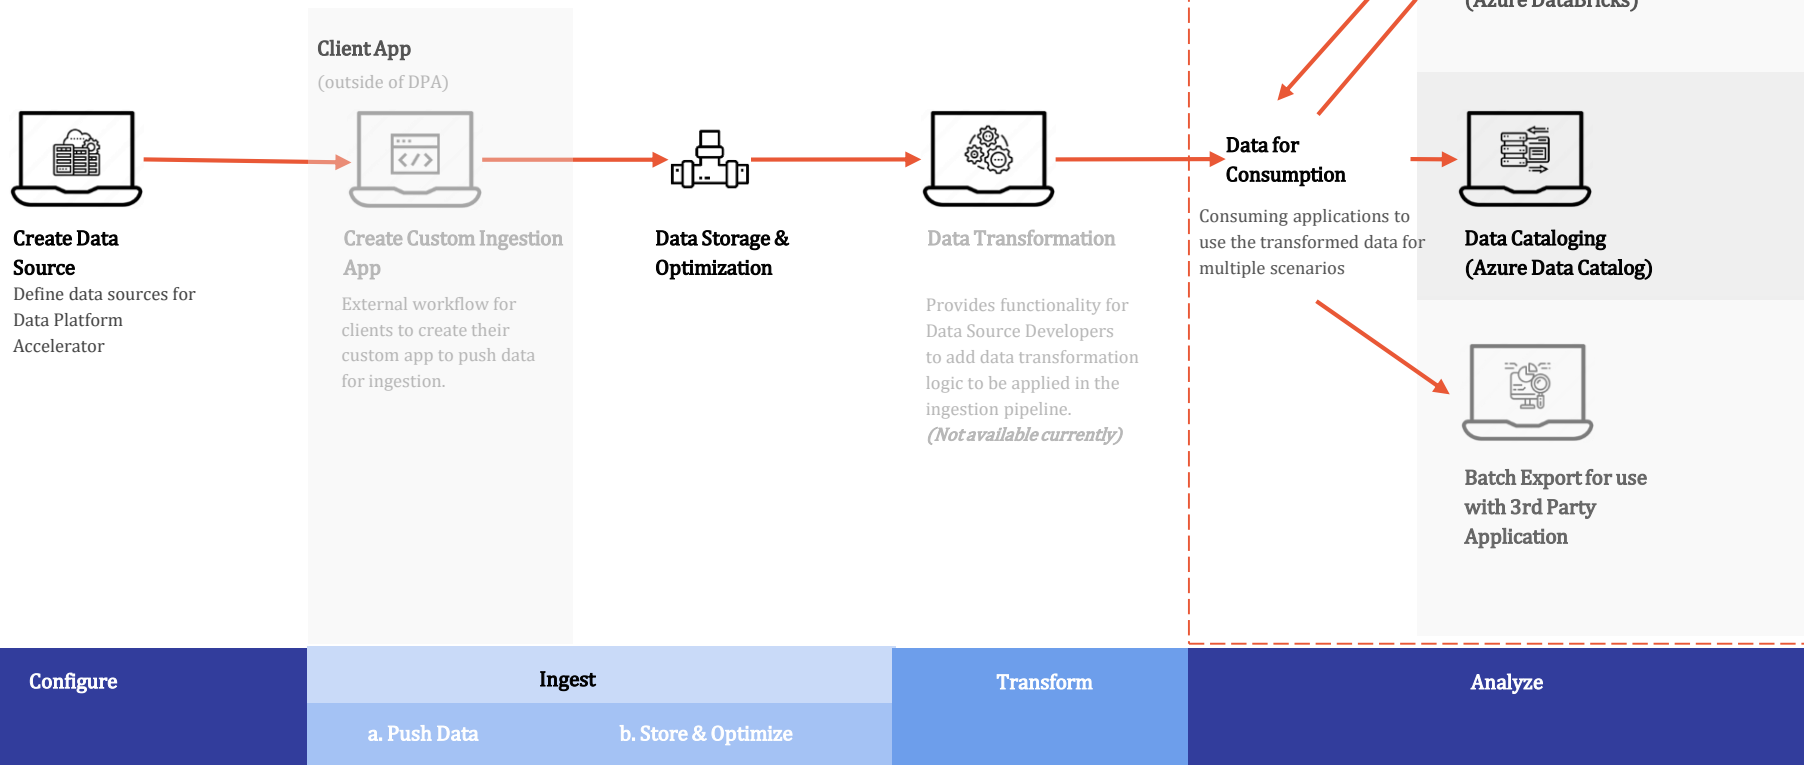 (Azure DataBricks)
Client App
(outside of DPA)
Create Data
Source
Define data sources for
Data Platform
Accelerator
Create Custom Ingestion
App
External workflow for
clients to create their
custom app to push data
for ingestion.
Data Storage &
Optimization
Data Transformation
Provides functionality for
Data Source Developers
to add data transformation
logic to be applied in the
ingestion pipeline.
(Not available currently)
Data for
Consumption
Consuming applications to
use the transformed data for
multiple scenarios
Data Cataloging
(Azure Data Catalog)
Batch Export for use
with 3rd Party
Application
Configure
Ingest
a. Push Data
b. Store & Optimize
Transform
Analyze